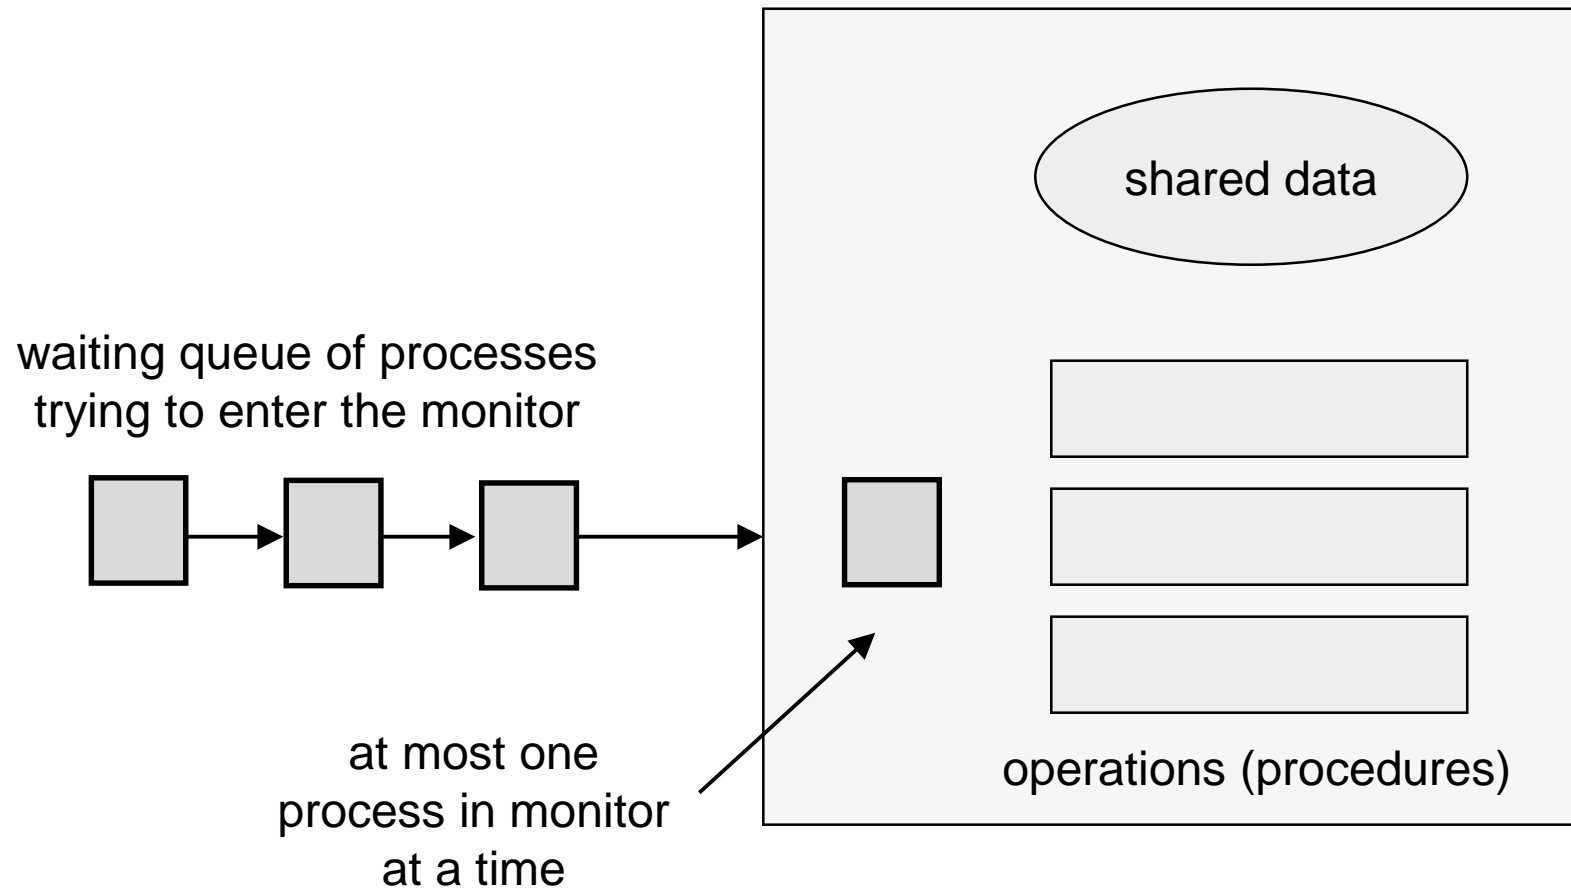 shared data
waiting queue of processes
trying to enter the monitor
at most one
process in monitor
at a time
operations (procedures)